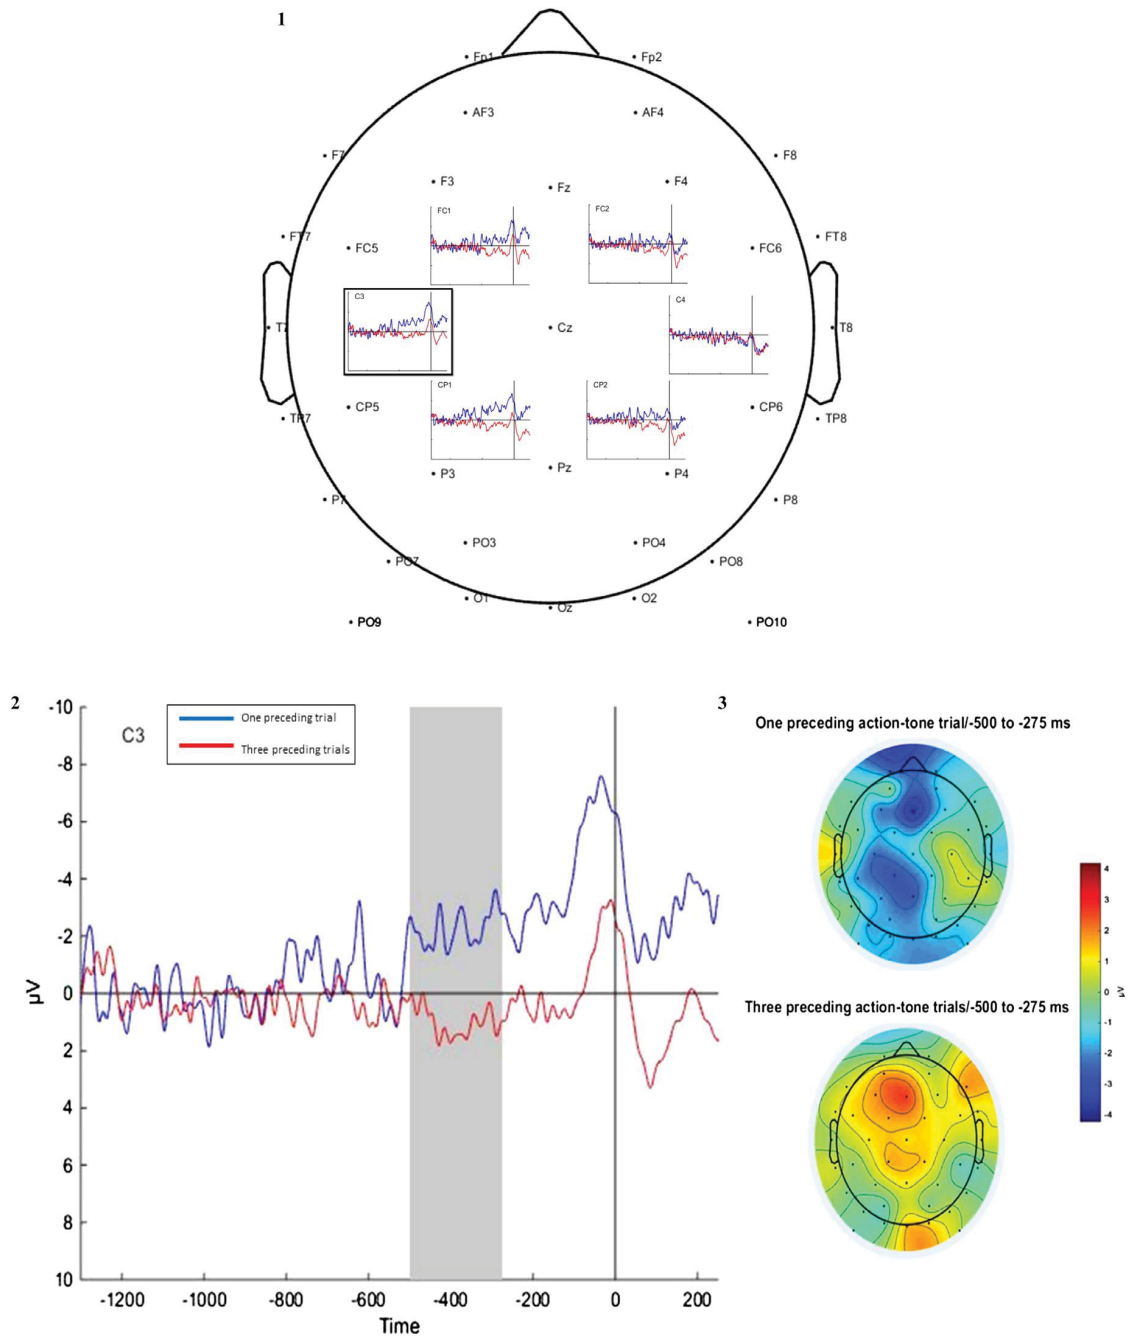 1
Fp1 Fp2
AF3 AF4
F7 F8
F3 F4
Fz
FC1 FC2
FT7 FT8
FC5 FC6
C3 C4
T7 Cz T8
CP1 CP2
CP5 CP6
TP7 TP8
Pz
P3 P4
P7 P8
PO3 PO4
PO7 PO8
O1 O2
Oz
PO9 PO10
2
-10
-8
-6
-4
-2
0
2
4
6
8
10
µV
C3
One preceding trial
Three preceding trials
-1200 -1000 -800 -600 -400 -200 0 200
Time
3
One preceding action-tone trial/-500 to -275 ms
Three preceding action-tone trials/-500 to -275 ms
4
3
2
1
0
-1
-2
-3
-4
µV